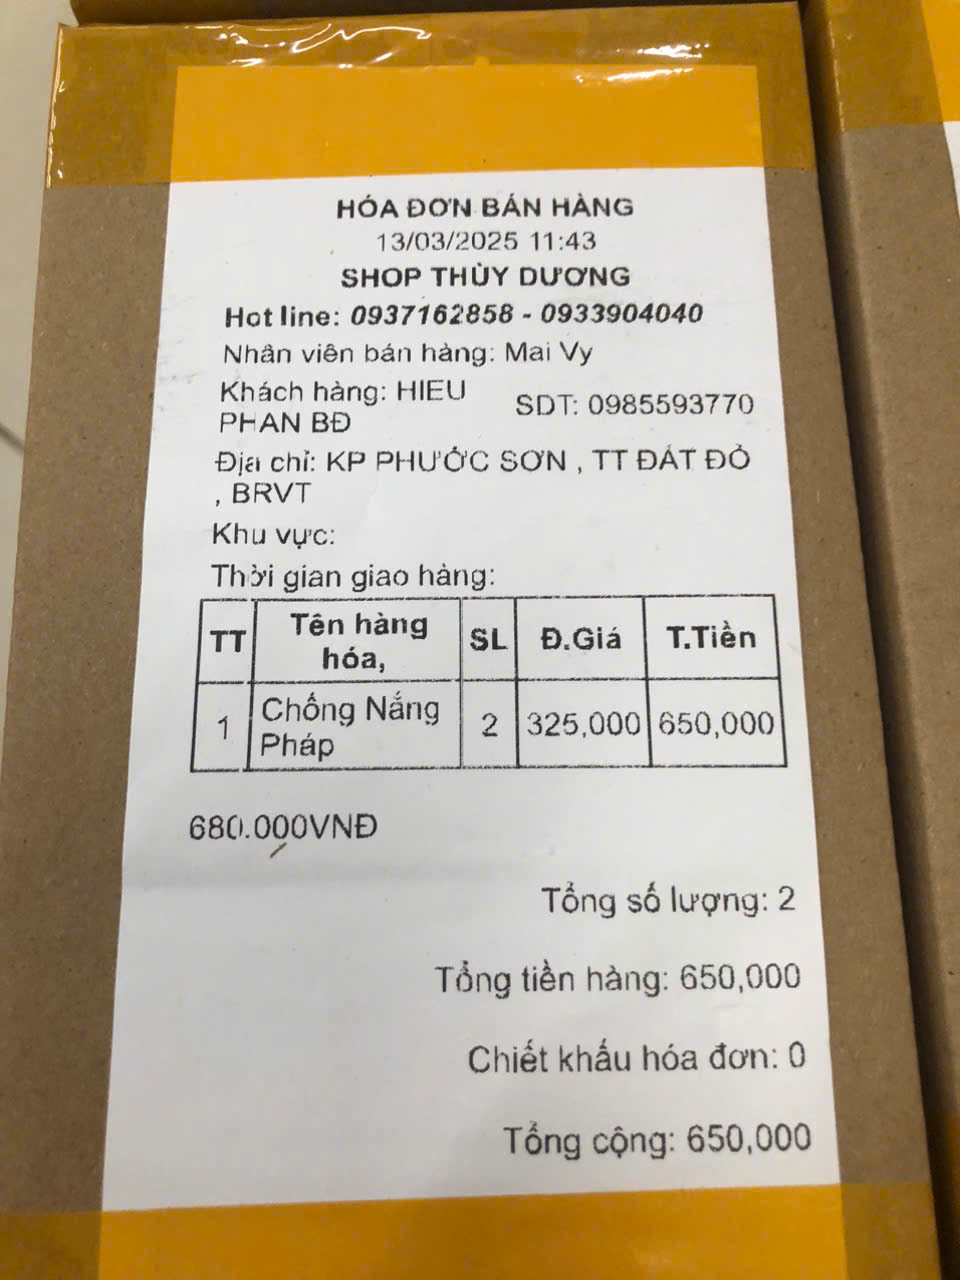 HÓA ĐƠN BÁN HÀNG
13/03/2025 11:43
SHOP THÙY DƯƠNG
Hot line: 0937162858 - 0933904040
Nhân viên bán hàng: Mai Vy
Khách hàng: HIEU PHAN BĐ SDT: 0985593770
Địa chỉ: KP PHƯỚC SƠN , TT ĐẤT ĐỎ
, BRVT
Khu vực:
Thời gian giao hàng:
TT Tên hàng hóa, SL Đ.Giá T.Tiền
1 Chống Nắng Pháp 2 325,000 650,000
680.000VNĐ
Tổng số lượng: 2
Tổng tiền hàng: 650,000
Chiết khấu hóa đơn: 0
Tổng cộng: 650,000